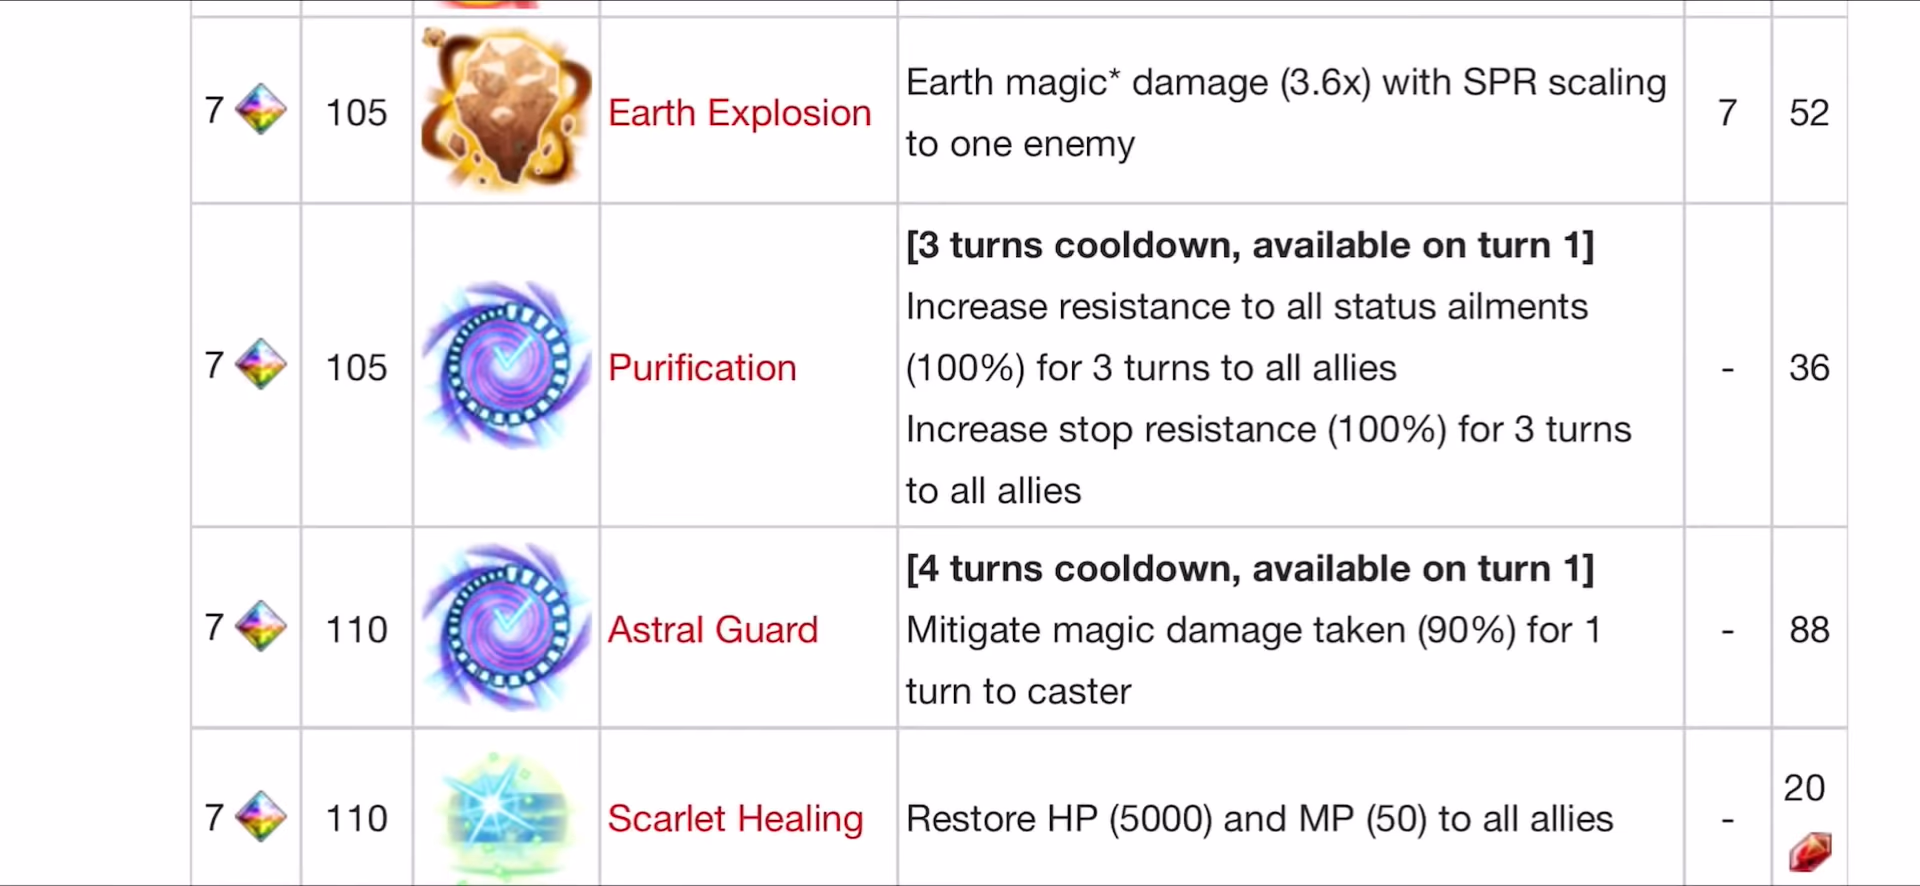 7 105 Earth Explosion Earth magic* damage (3.6x) with SPR scaling
to one enemy 7 52
7 105 Purification [3 turns cooldown, available on turn 1]
Increase resistance to all status ailments
(100%) for 3 turns to all allies
Increase stop resistance (100%) for 3 turns
to all allies - 36
7 110 Astral Guard [4 turns cooldown, available on turn 1]
Mitigate magic damage taken (90%) for 1
turn to caster - 88
7 110 Scarlet Healing Restore HP (5000) and MP (50) to all allies - 20